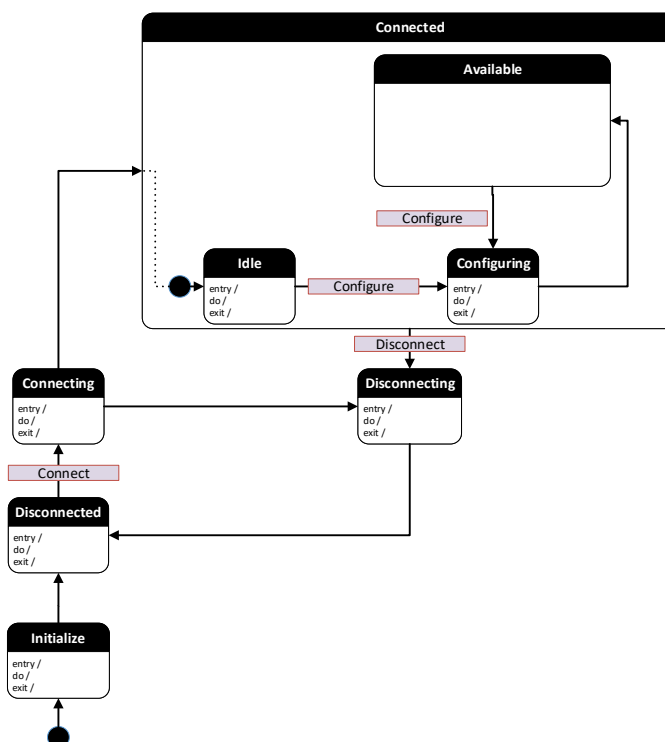 Connected
Available
Configure
Idle
entry /
do /
exit /
Configure
Configuring
entry /
do /
exit /
Disconnect
Connecting
entry /
do /
exit /
Disconnecting
entry /
do /
exit /
Connect
Disconnected
entry /
do /
exit /
Initialize
entry /
do /
exit /